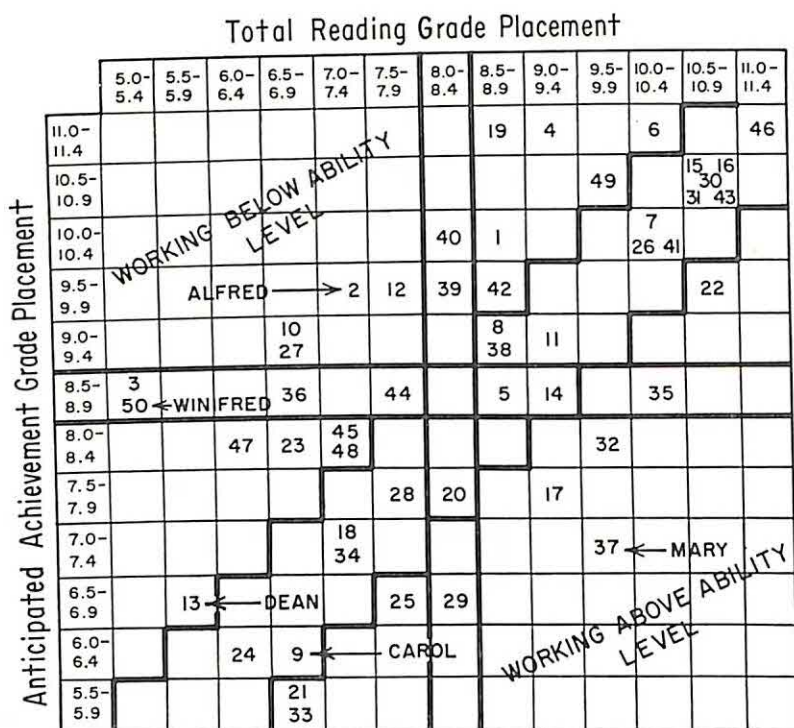 Total Reading Grade Placement
5.0- 5.5- 6.0- 6.5- 7.0- 7.5- 8.0- 8.5- 9.0- 9.5- 10.0- 10.5- 11.0-
5.4 5.9 6.4 6.9 7.4 7.9 8.4 8.9 9.4 9.9 10.4 10.9 11.4
Anticipated Achievement Grade Placement
11.0-
11.4
19 4 6 46
10.5-
10.9
49
15 16
30
31 43
WORKING BELOW ABILITY
LEVEL
10.0-
10.4
40 1
7
26 41
9.5-
9.9
ALFRED → 2 12 39 42 22
9.0-
9.4
10
27
8
38
11
8.5-
8.9
3
50 ← WINIFRED
36 44 5 14 35
8.0-
8.4
47 23
45
48
32
7.5-
7.9
28 20 17
7.0-
7.4
18
34
37 ← MARY
6.5-
6.9
13 ← DEAN 25 29
WORKING ABOVE ABILITY
LEVEL
6.0-
6.4
24 9 ← CAROL
5.5-
5.9
21
33